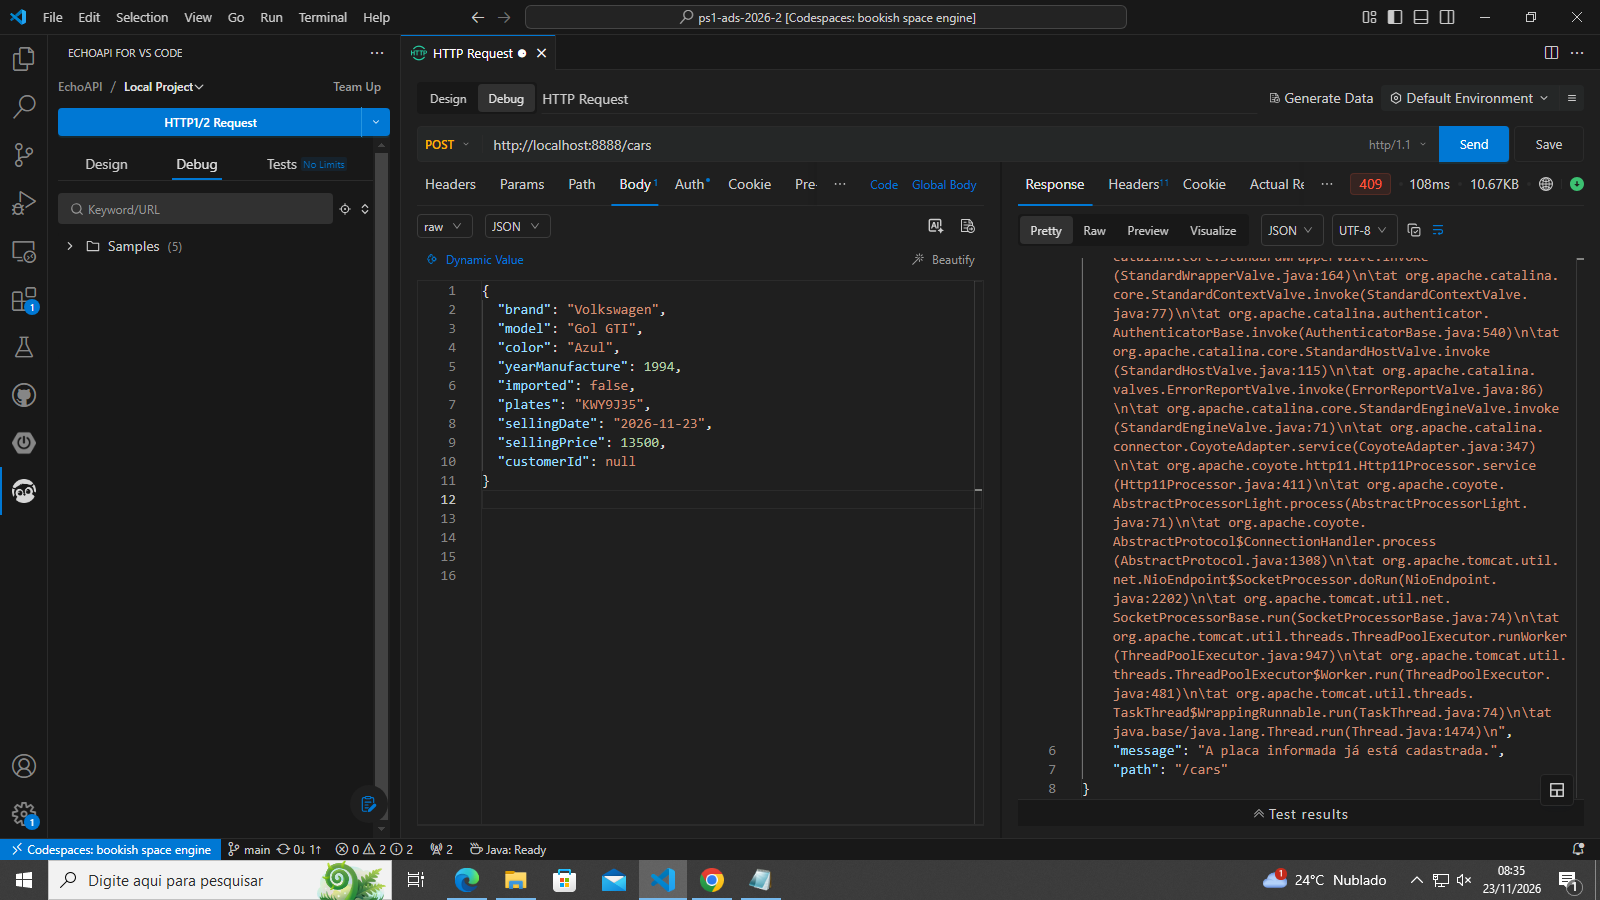 File Edit Selection View Go Run Terminal Help
ps1-ads-2026-2 [Codespaces: bookish space engine]
ECHOAPI FOR VS CODE
EchoAPI / Local Project
Team Up
HTTP1/2 Request
Design Debug Tests No Limits
Keyword/URL
Samples (5)
HTTP Request
Design Debug HTTP Request
Generate Data Default Environment
POST http://localhost:8888/cars http/1.1 Send Save
Headers Params Path Body 1 Auth Cookie Pre- ... Code Global Body
raw JSON
Dynamic Value
Beautify
1 {
2 "brand": "Volkswagen",
3 "model": "Gol GTI",
4 "color": "Azul",
5 "yearManufacture": 1994,
6 "imported": false,
7 "plates": "KWY9J35",
8 "sellingDate": "2026-11-23",
9 "sellingPrice": 13500,
10 "customerId": null
11 }
12
13
14
15
16
Response Headers 11 Cookie Actual Re ... 409 108ms 10.67KB
Pretty Raw Preview Visualize JSON UTF-8
catalina.core.StandardWrapperValve.invoke
(StandardWrapperValve.java:164)\n\tat org.apache.catalina.
core.StandardContextValve.invoke(StandardContextValve.
java:77)\n\tat org.apache.catalina.authenticator.
AuthenticatorBase.invoke(AuthenticatorBase.java:540)\n\tat
org.apache.catalina.core.StandardHostValve.invoke
(StandardHostValve.java:115)\n\tat org.apache.catalina.
valves.ErrorReportValve.invoke(ErrorReportValve.java:86)
\n\tat org.apache.catalina.core.StandardEngineValve.invoke
(StandardEngineValve.java:71)\n\tat org.apache.catalina.
connector.CoyoteAdapter.service(CoyoteAdapter.java:347)
\n\tat org.apache.coyote.http11.Http11Processor.service
(Http11Processor.java:411)\n\tat org.apache.coyote.
AbstractProcessorLight.process(AbstractProcessorLight.
java:71)\n\tat org.apache.coyote.
AbstractProtocol$ConnectionHandler.process
(AbstractProtocol.java:1308)\n\tat org.apache.tomcat.util.
net.NioEndpoint$SocketProcessor.doRun(NioEndpoint.
java:2202)\n\tat org.apache.tomcat.util.net.
SocketProcessorBase.run(SocketProcessorBase.java:74)\n\tat
org.apache.tomcat.util.threads.ThreadPoolExecutor.runWorker
(ThreadPoolExecutor.java:947)\n\tat org.apache.tomcat.util.
threads.ThreadPoolExecutor$Worker.run(ThreadPoolExecutor.
java:481)\n\tat org.apache.tomcat.util.threads.
TaskThread$WrappingRunnable.run(TaskThread.java:74)\n\tat
java.base/java.lang.Thread.run(Thread.java:1474)\n",
6 "message": "A placa informada já está cadastrada.",
7 "path": "/cars"
8 }
Test results
Codespaces: bookish space engine main 0↓ 1↑ 0 2 2 2 Java: Ready
Digite aqui para pesquisar
1 24°C Nublado
08:35
23/11/2026
1